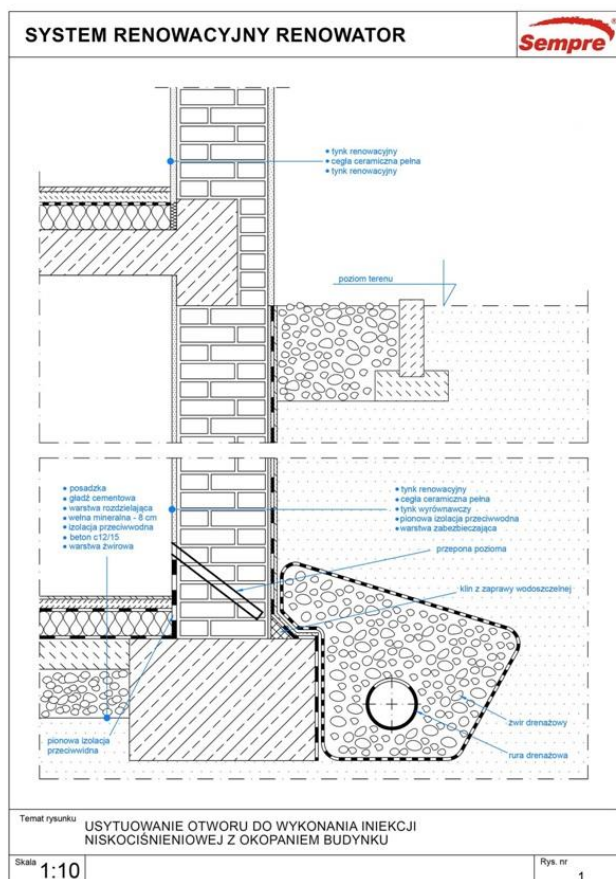 SYSTEM RENOWACYJNY RENOWATOR
Sempre®
• tynk renowacyjny
• cegła ceramiczna pełna
• tynk renowacyjny
poziom terenu
• posadzka
• gładź cementowa
• warstwa rozdzielająca
• wełna mineralna - 8 cm
• izolacja przeciwwodna
• beton c12/15
• warstwa żwirowa
• tynk renowacyjny
• cegła ceramiczna pełna
• tynk wyrównawczy
• pionowa izolacja przeciwwodna
• warstwa zabezbieczająca
przepona pozioma
klin z zaprawy wodoszczelnej
żwir drenażowy
rura drenażowa
pionowa izolacja
przeciwwidna
Temat rysunku
USYTUOWANIE OTWORU DO WYKONANIA INIEKCJI
NISKOCIŚNIENIOWEJ Z OKOPANIEM BUDYNKU
Skala 1:10
Rys. nr
1